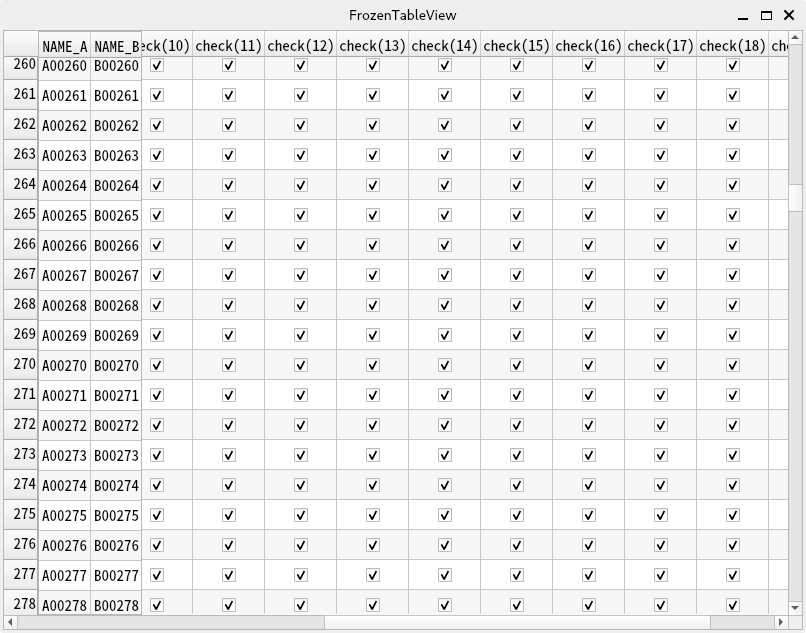 FrozenTableView
NAME_A NAME_B eck(10) check(11) check(12) check(13) check(14) check(15) check(16) check(17) check(18) che
260 A00260 B00260
261 A00261 B00261
262 A00262 B00262
263 A00263 B00263
264 A00264 B00264
265 A00265 B00265
266 A00266 B00266
267 A00267 B00267
268 A00268 B00268
269 A00269 B00269
270 A00270 B00270
271 A00271 B00271
272 A00272 B00272
273 A00273 B00273
274 A00274 B00274
275 A00275 B00275
276 A00276 B00276
277 A00277 B00277
278 A00278 B00278